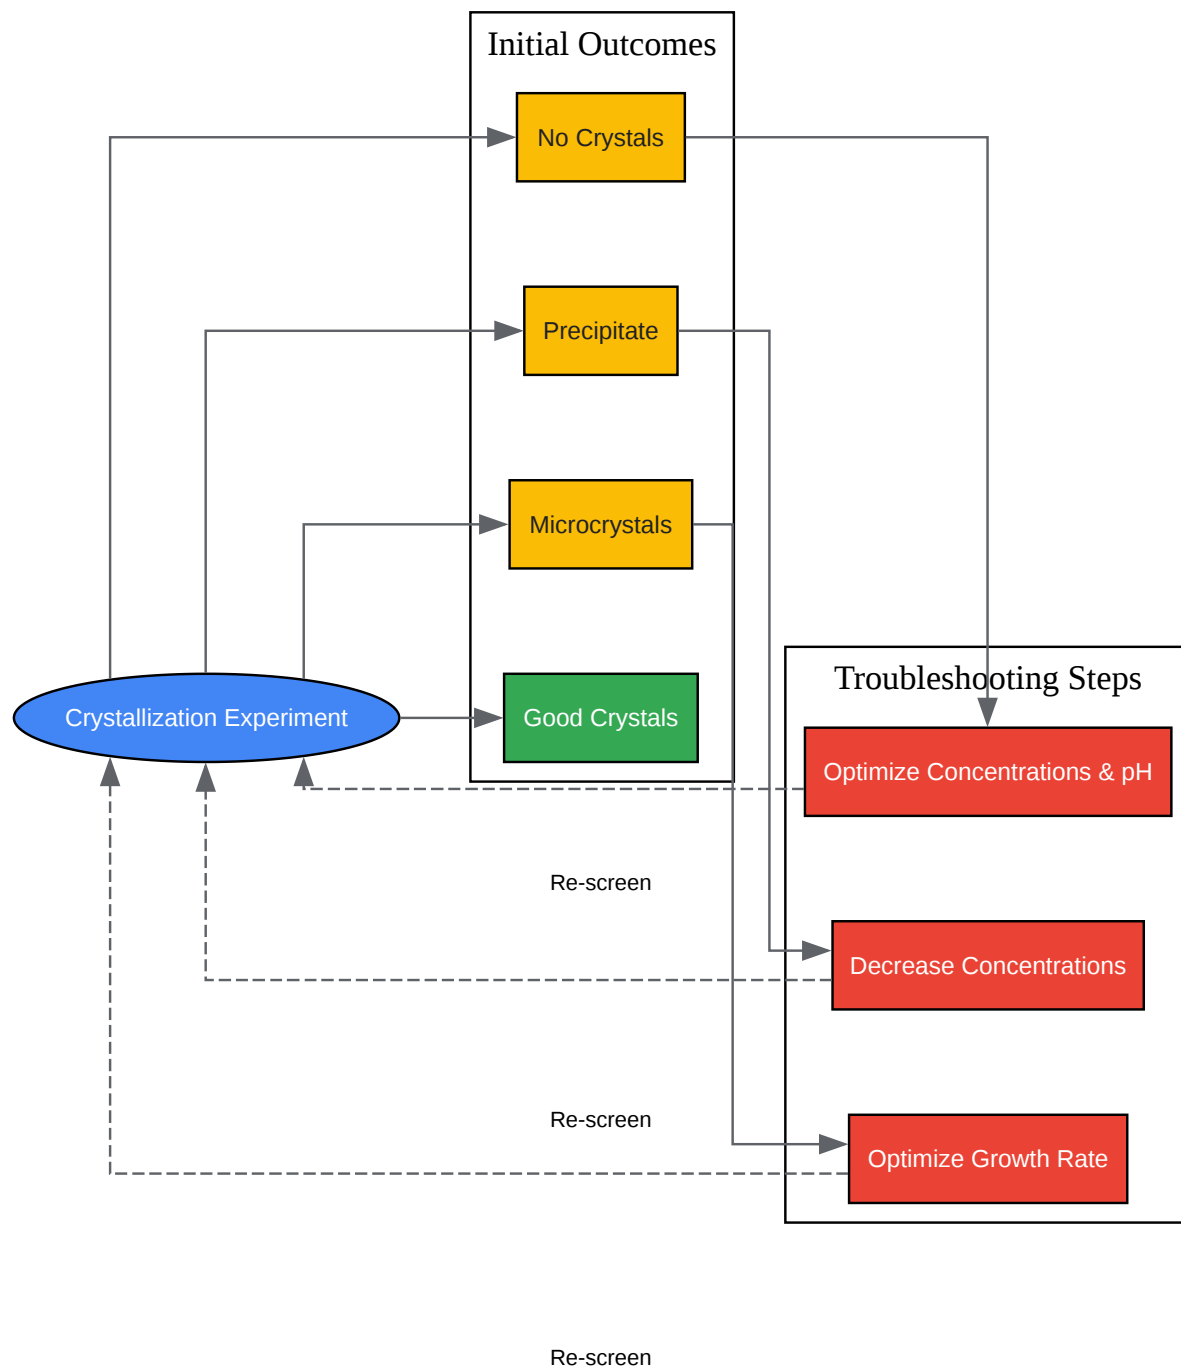 Initial Outcomes
No Crystals
Precipitate
Microcrystals
Crystallization Experiment
Good Crystals
Troubleshooting Steps
Optimize Concentrations & pH
Re-screen
Decrease Concentrations
Re-screen
Optimize Growth Rate
Re-screen